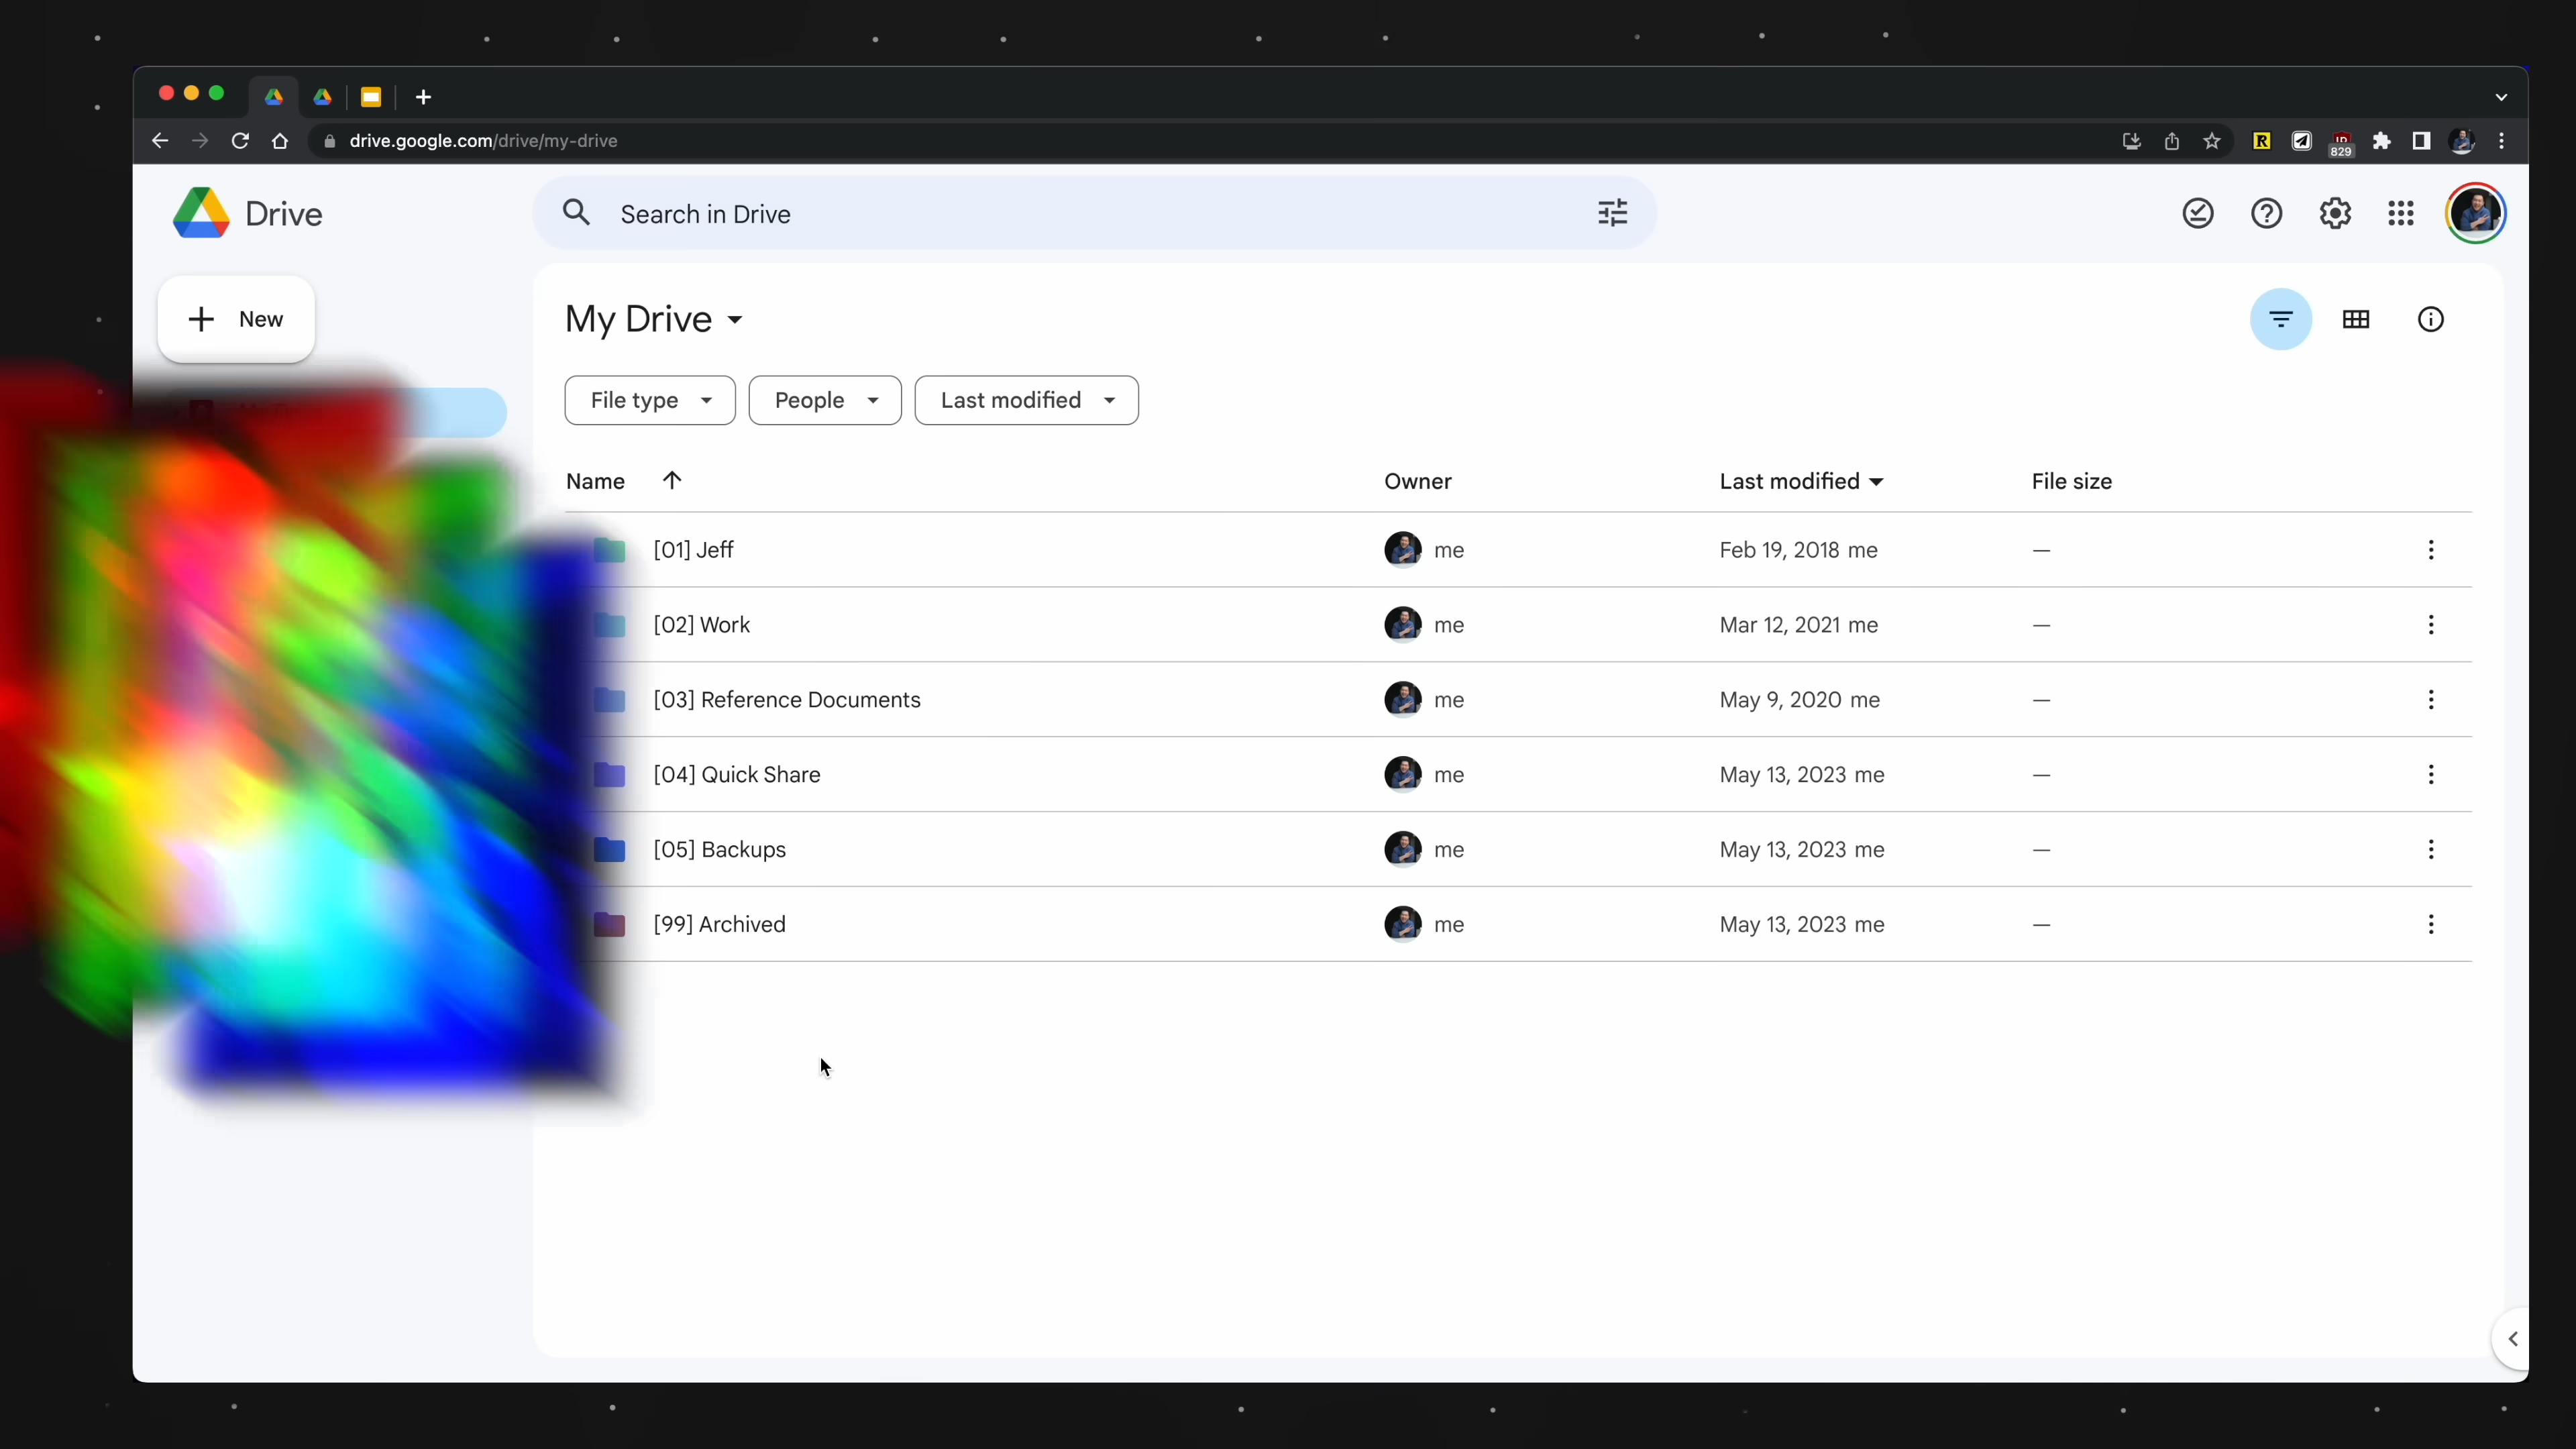 drive.google.com/drive/my-drive
829
Drive
Search in Drive
New
My Drive
File type
People
Last modified
Name
Owner
Last modified
File size
[01] Jeff
me
Feb 19, 2018 me
—
[02] Work
me
Mar 12, 2021 me
—
[03] Reference Documents
me
May 9, 2020 me
—
[04] Quick Share
me
May 13, 2023 me
—
[05] Backups
me
May 13, 2023 me
—
[99] Archived
me
May 13, 2023 me
—